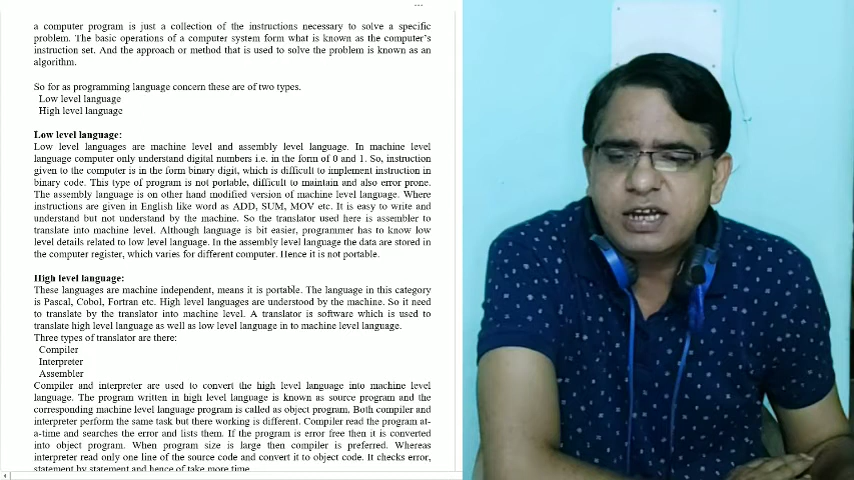 a computer program is just a collection of the instructions necessary to solve a specific
problem. The basic operations of a computer system form what is known as the computer's
instruction set. And the approach or method that is used to solve the problem is known as an
algorithm.
So for as programming language concern these are of two types.
Low level language
High level language
Low level language:
Low level languages are machine level and assembly level language. In machine level
language computer only understand digital numbers i.e. in the form of 0 and 1. So, instruction
given to the computer is in the form binary digit, which is difficult to implement instruction in
binary code. This type of program is not portable, difficult to maintain and also error prone.
The assembly language is on other hand modified version of machine level language. Where
instructions are given in English like word as ADD, SUM, MOV etc. It is easy to write and
understand but not understand by the machine. So the translator used here is assembler to
translate into machine level. Although language is bit easier, programmer has to know low
level details related to low level language. In the assembly level language the data are stored in
the computer register, which varies for different computer. Hence it is not portable.
High level language:
These languages are machine independent, means it is portable. The language in this category
is Pascal, Cobol, Fortran etc. High level languages are understood by the machine. So it need
to translate by the translator into machine level. A translator is software which is used to
translate high level language as well as low level language in to machine level language.
Three types of translator are there:
Compiler
Interpreter
Assembler
Compiler and interpreter are used to convert the high level language into machine level
language. The program written in high level language is known as source program and the
corresponding machine level language program is called as object program. Both compiler and
interpreter perform the same task but there working is different. Compiler read the program at-
a-time and searches the error and lists them. If the program is error free then it is converted
into object program. When program size is large then compiler is preferred. Whereas
interpreter read only one line of the source code and convert it to object code. It checks error,
statement by statement and hence of take more time.